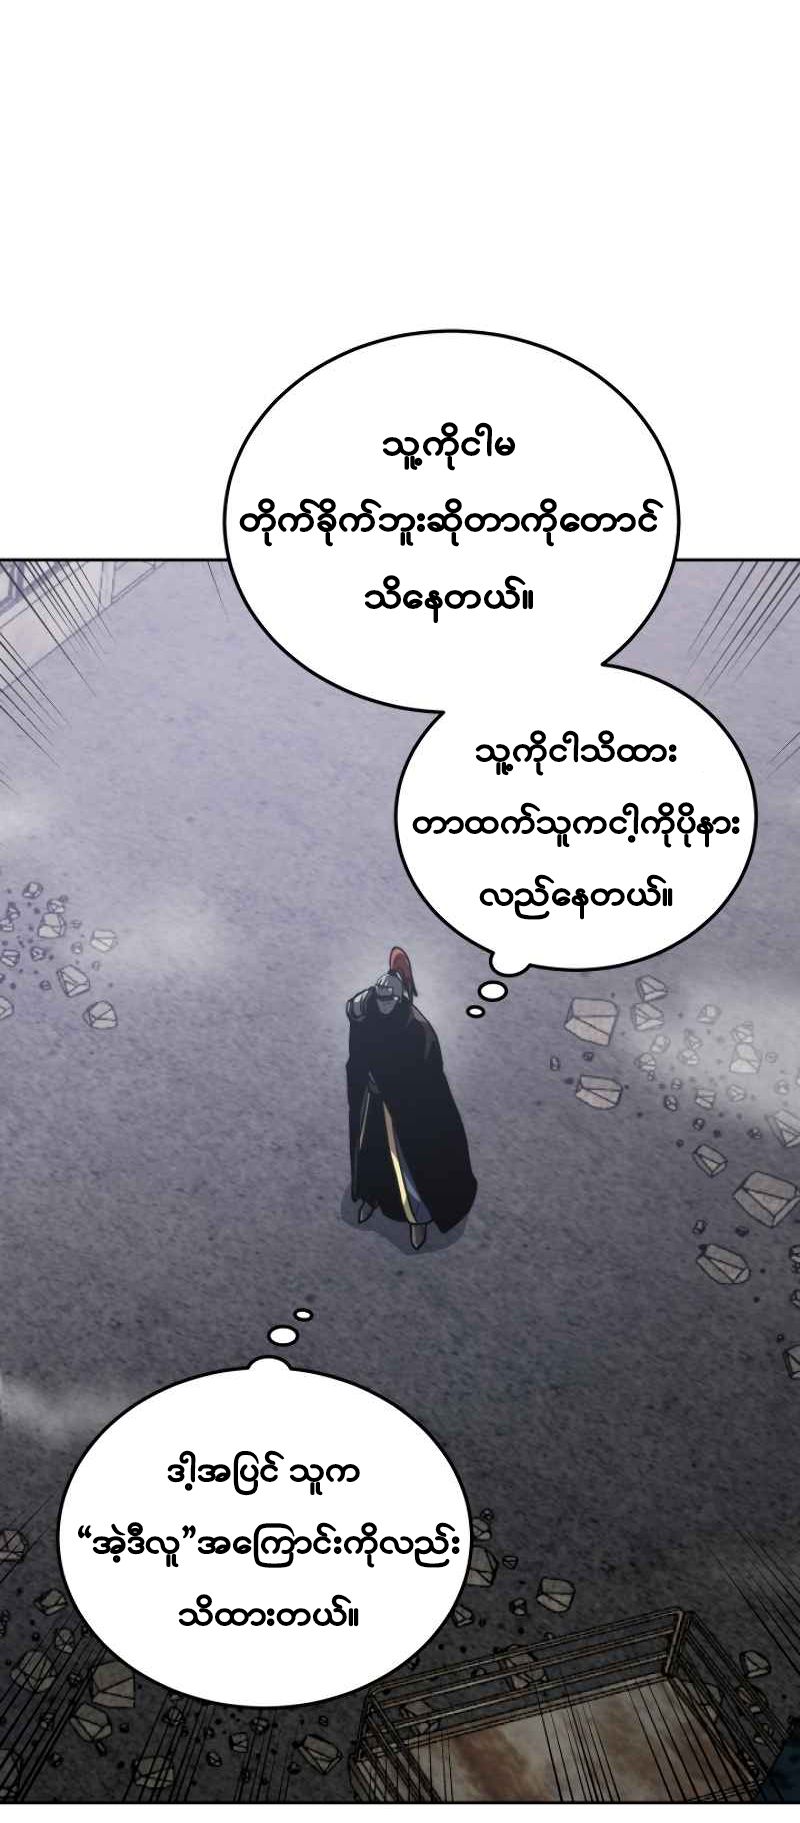 သူ့ကိုငါမ
တိုက်ခိုက်ဘူးဆိုတာကိုတောင်
သိနေတယ်။
သူ့ကိုငါသိထား
တာထက်သူကငါ့ကိုပိုနား
လည်နေတယ်။
ဒါ့အပြင် သူက
“အဲ့ဒီလူ”အကြောင်းကိုလည်း
သိထားတယ်။